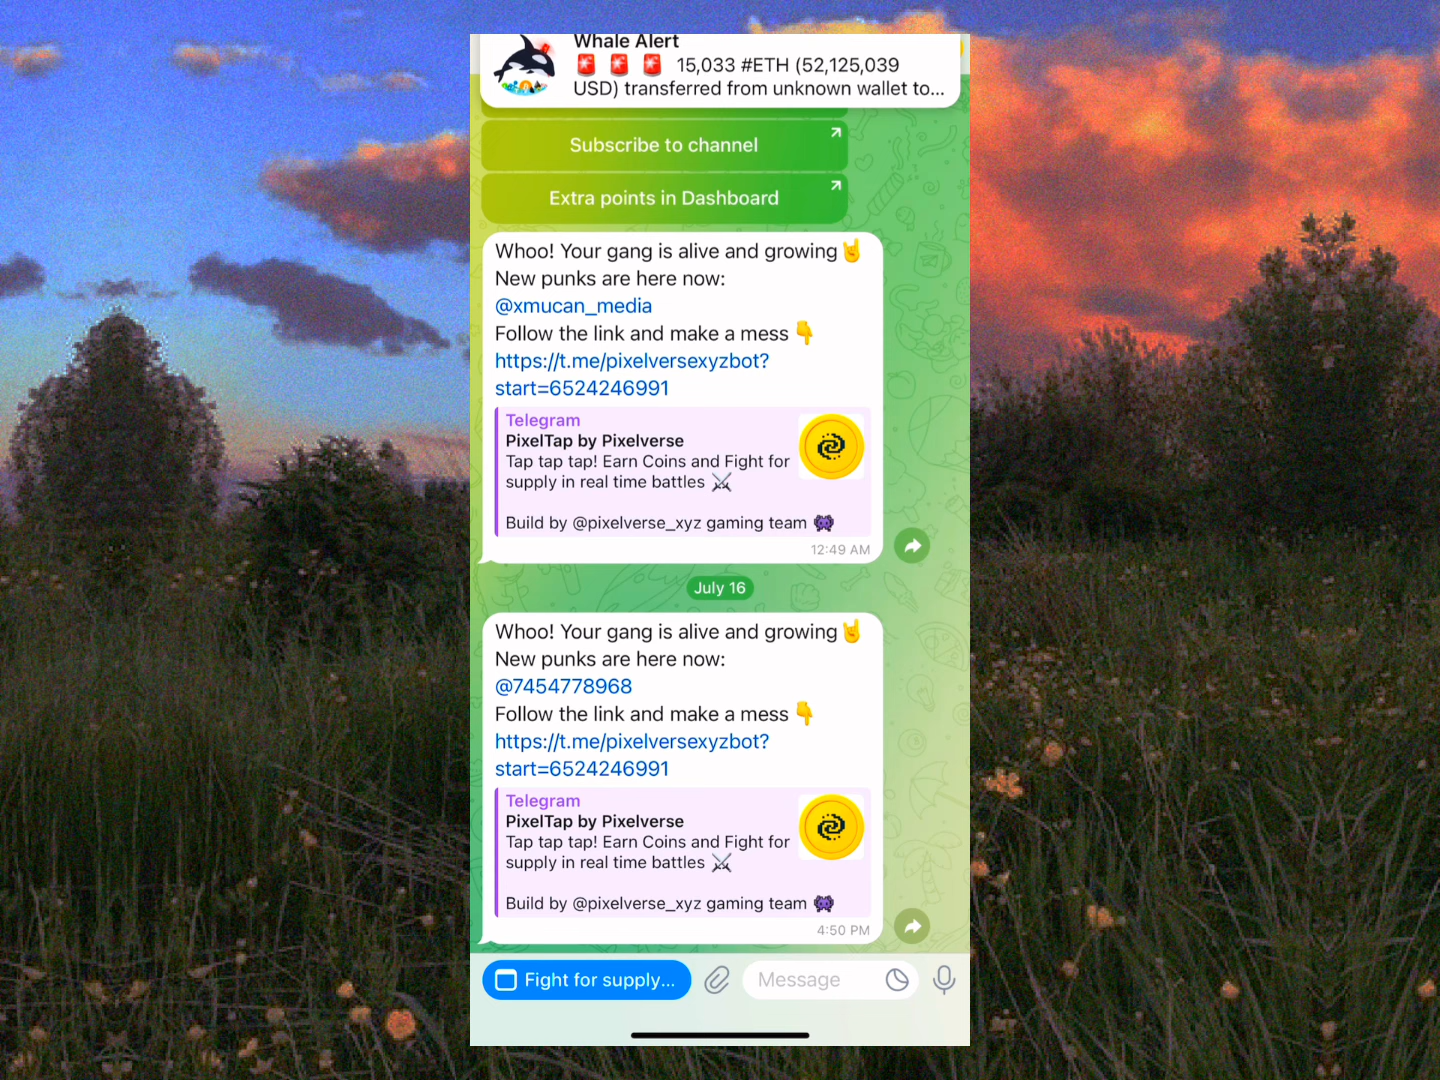 Whale Alert
🚨 🚨 🚨 15,033 #ETH (52,125,039
USD) transferred from unknown wallet to...
Subscribe to channel
Extra points in Dashboard
Whoo! Your gang is alive and growing🤘
New punks are here now:
@xmucan_media
Follow the link and make a mess👇
https://t.me/pixelversexyzbot?
start=6524246991
Telegram
PixelTap by Pixelverse
Tap tap tap! Earn Coins and Fight for
supply in real time battles ⚔️
Build by @pixelverse_xyz gaming team 👾
12:49 AM
July 16
Whoo! Your gang is alive and growing🤘
New punks are here now:
@7454778968
Follow the link and make a mess👇
https://t.me/pixelversexyzbot?
start=6524246991
Telegram
PixelTap by Pixelverse
Tap tap tap! Earn Coins and Fight for
supply in real time battles ⚔️
Build by @pixelverse_xyz gaming team 👾
4:50 PM
Fight for supply...
Message